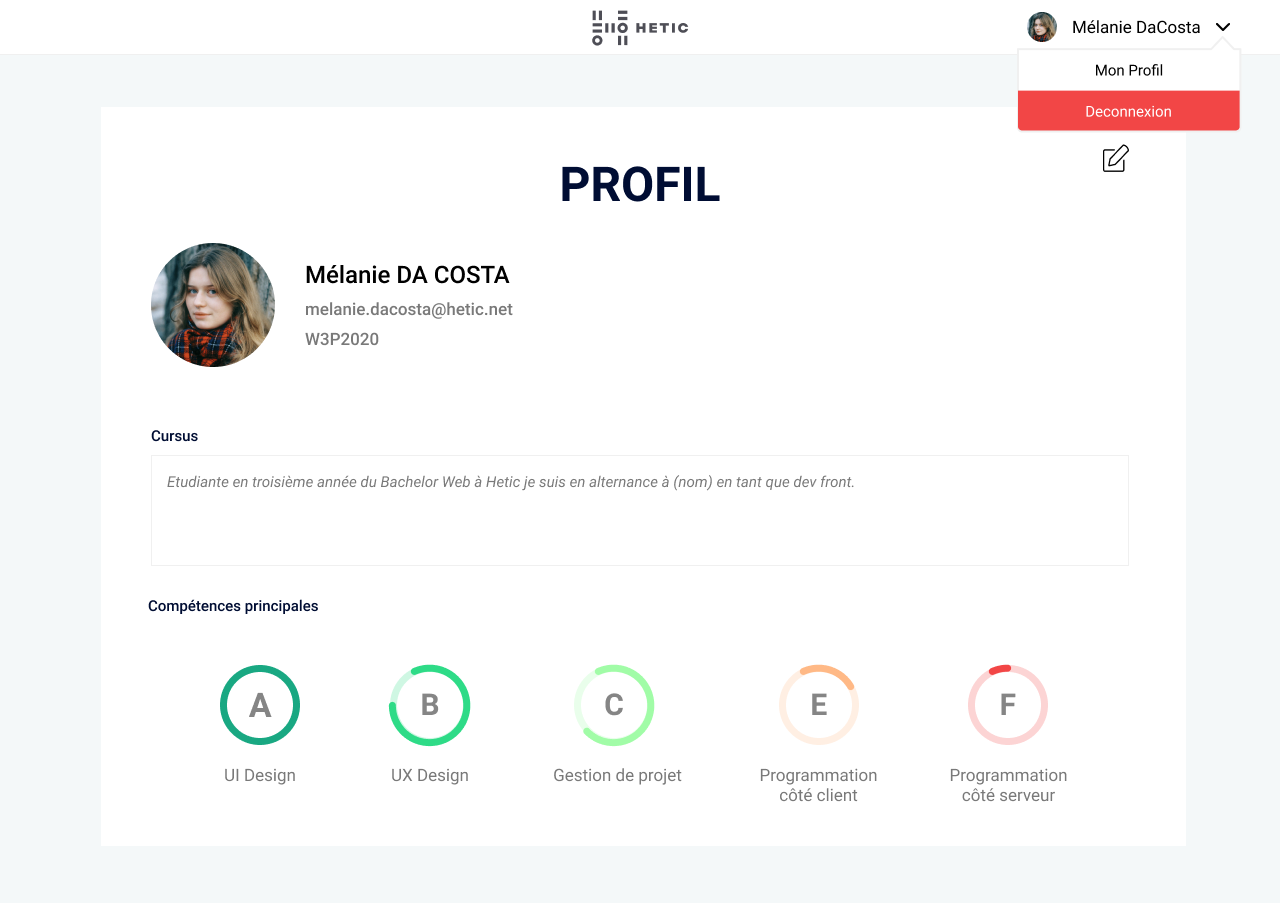 HETIC
Mélanie DaCosta
Mon Profil
Deconnexion
PROFIL
Mélanie DA COSTA
melanie.dacosta@hetic.net
W3P2020
Cursus
Etudiante en troisième année du Bachelor Web à Hetic je suis en alternance à (nom) en tant que dev front.
Compétences principales
A
B
C
E
F
UI Design
UX Design
Gestion de projet
Programmation
côté client
Programmation
côté serveur